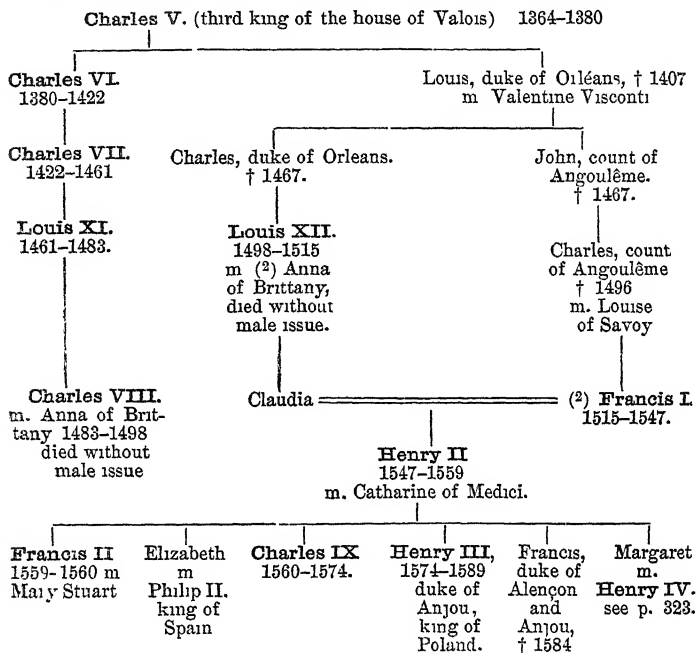 Charles V. (third king of the house of Valois) 1364–1380
Charles VI.
1380–1422
Louis, duke of Orléans, † 1407
m Valentine Visconti
Charles VII.
1422–1461
Charles, duke of Orleans.
† 1467.
John, count of
Angoulême.
† 1467.
Louis XI.
1461–1483.
Louis XII.
1498–1515
m (²) Anna
of Brittany,
died without
male issue.
Charles, count
of Angoulême
† 1496
m. Louise
of Savoy
Charles VIII.
m. Anna of Brit-
tany 1483–1498
died without
male issue
Claudia
(²) Francis I.
1515–1547.
Henry II
1547–1559
m. Catharine of Medici.
Francis II
1559-1560 m
Mary Stuart
Elizabeth
m
Philip II.
king of
Spain
Charles IX
1560–1574.
Henry III,
1574–1589
duke of
Anjou,
king of
Poland.
Francis,
duke of
Alençon
and
Anjou,
† 1584
Margaret
m.
Henry IV.
see p. 323.